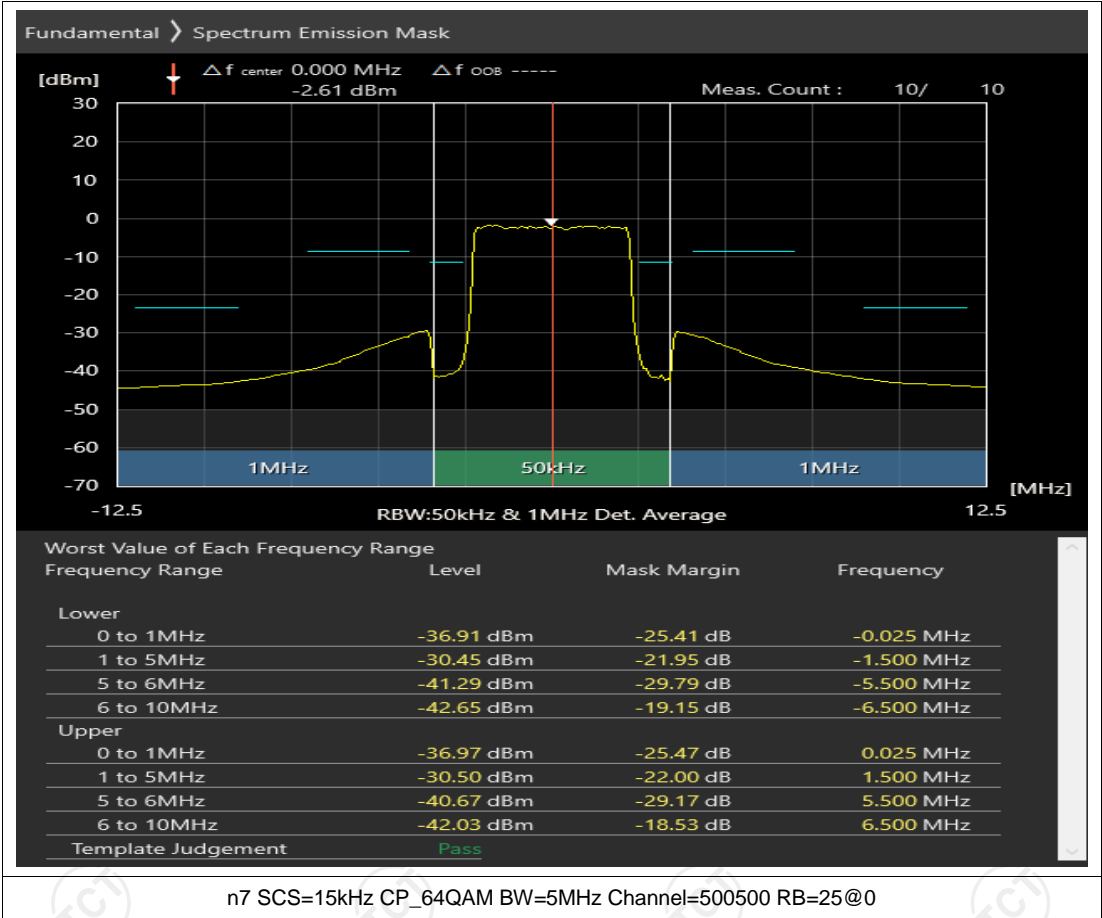 Fundamental ❯ Spectrum Emission Mask
[dBm] △f center 0.000 MHz △f OOB -----
-2.61 dBm Meas. Count : 10/ 10
30
20
10
0
-10
-20
-30
-40
-50
-60
1MHz 50kHz 1MHz
-70
[MHz]
-12.5 RBW:50kHz & 1MHz Det. Average 12.5
Worst Value of Each Frequency Range
Frequency Range Level Mask Margin Frequency
Lower
0 to 1MHz -36.91 dBm -25.41 dB -0.025 MHz
1 to 5MHz -30.45 dBm -21.95 dB -1.500 MHz
5 to 6MHz -41.29 dBm -29.79 dB -5.500 MHz
6 to 10MHz -42.65 dBm -19.15 dB -6.500 MHz
Upper
0 to 1MHz -36.97 dBm -25.47 dB 0.025 MHz
1 to 5MHz -30.50 dBm -22.00 dB 1.500 MHz
5 to 6MHz -40.67 dBm -29.17 dB 5.500 MHz
6 to 10MHz -42.03 dBm -18.53 dB 6.500 MHz
Template Judgement Pass
n7 SCS=15kHz CP_64QAM BW=5MHz Channel=500500 RB=25@0